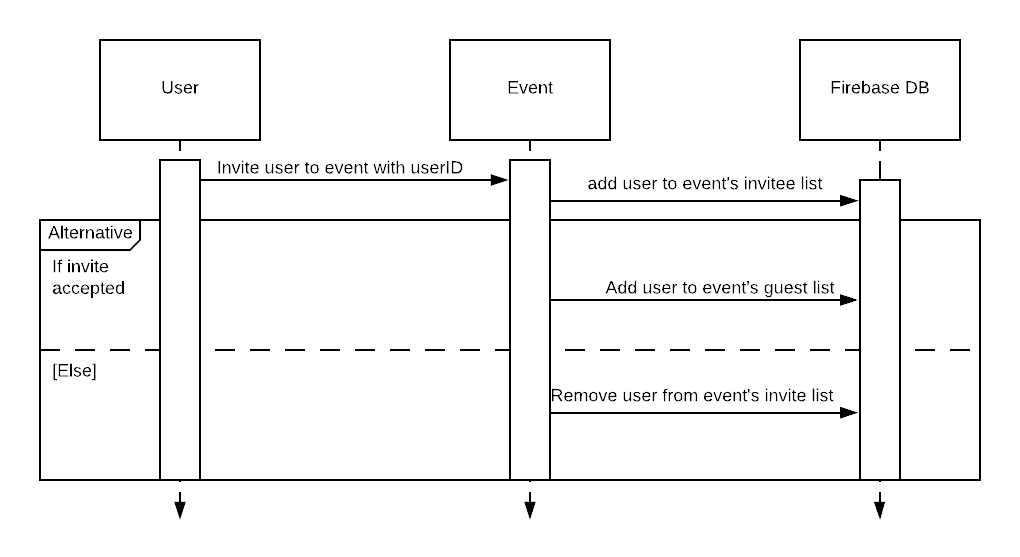 User
Event
Firebase DB
Invite user to event with userID
add user to event's invitee list
Alternative
If invite
accepted
Add user to event's guest list
[Else]
Remove user from event's invite list